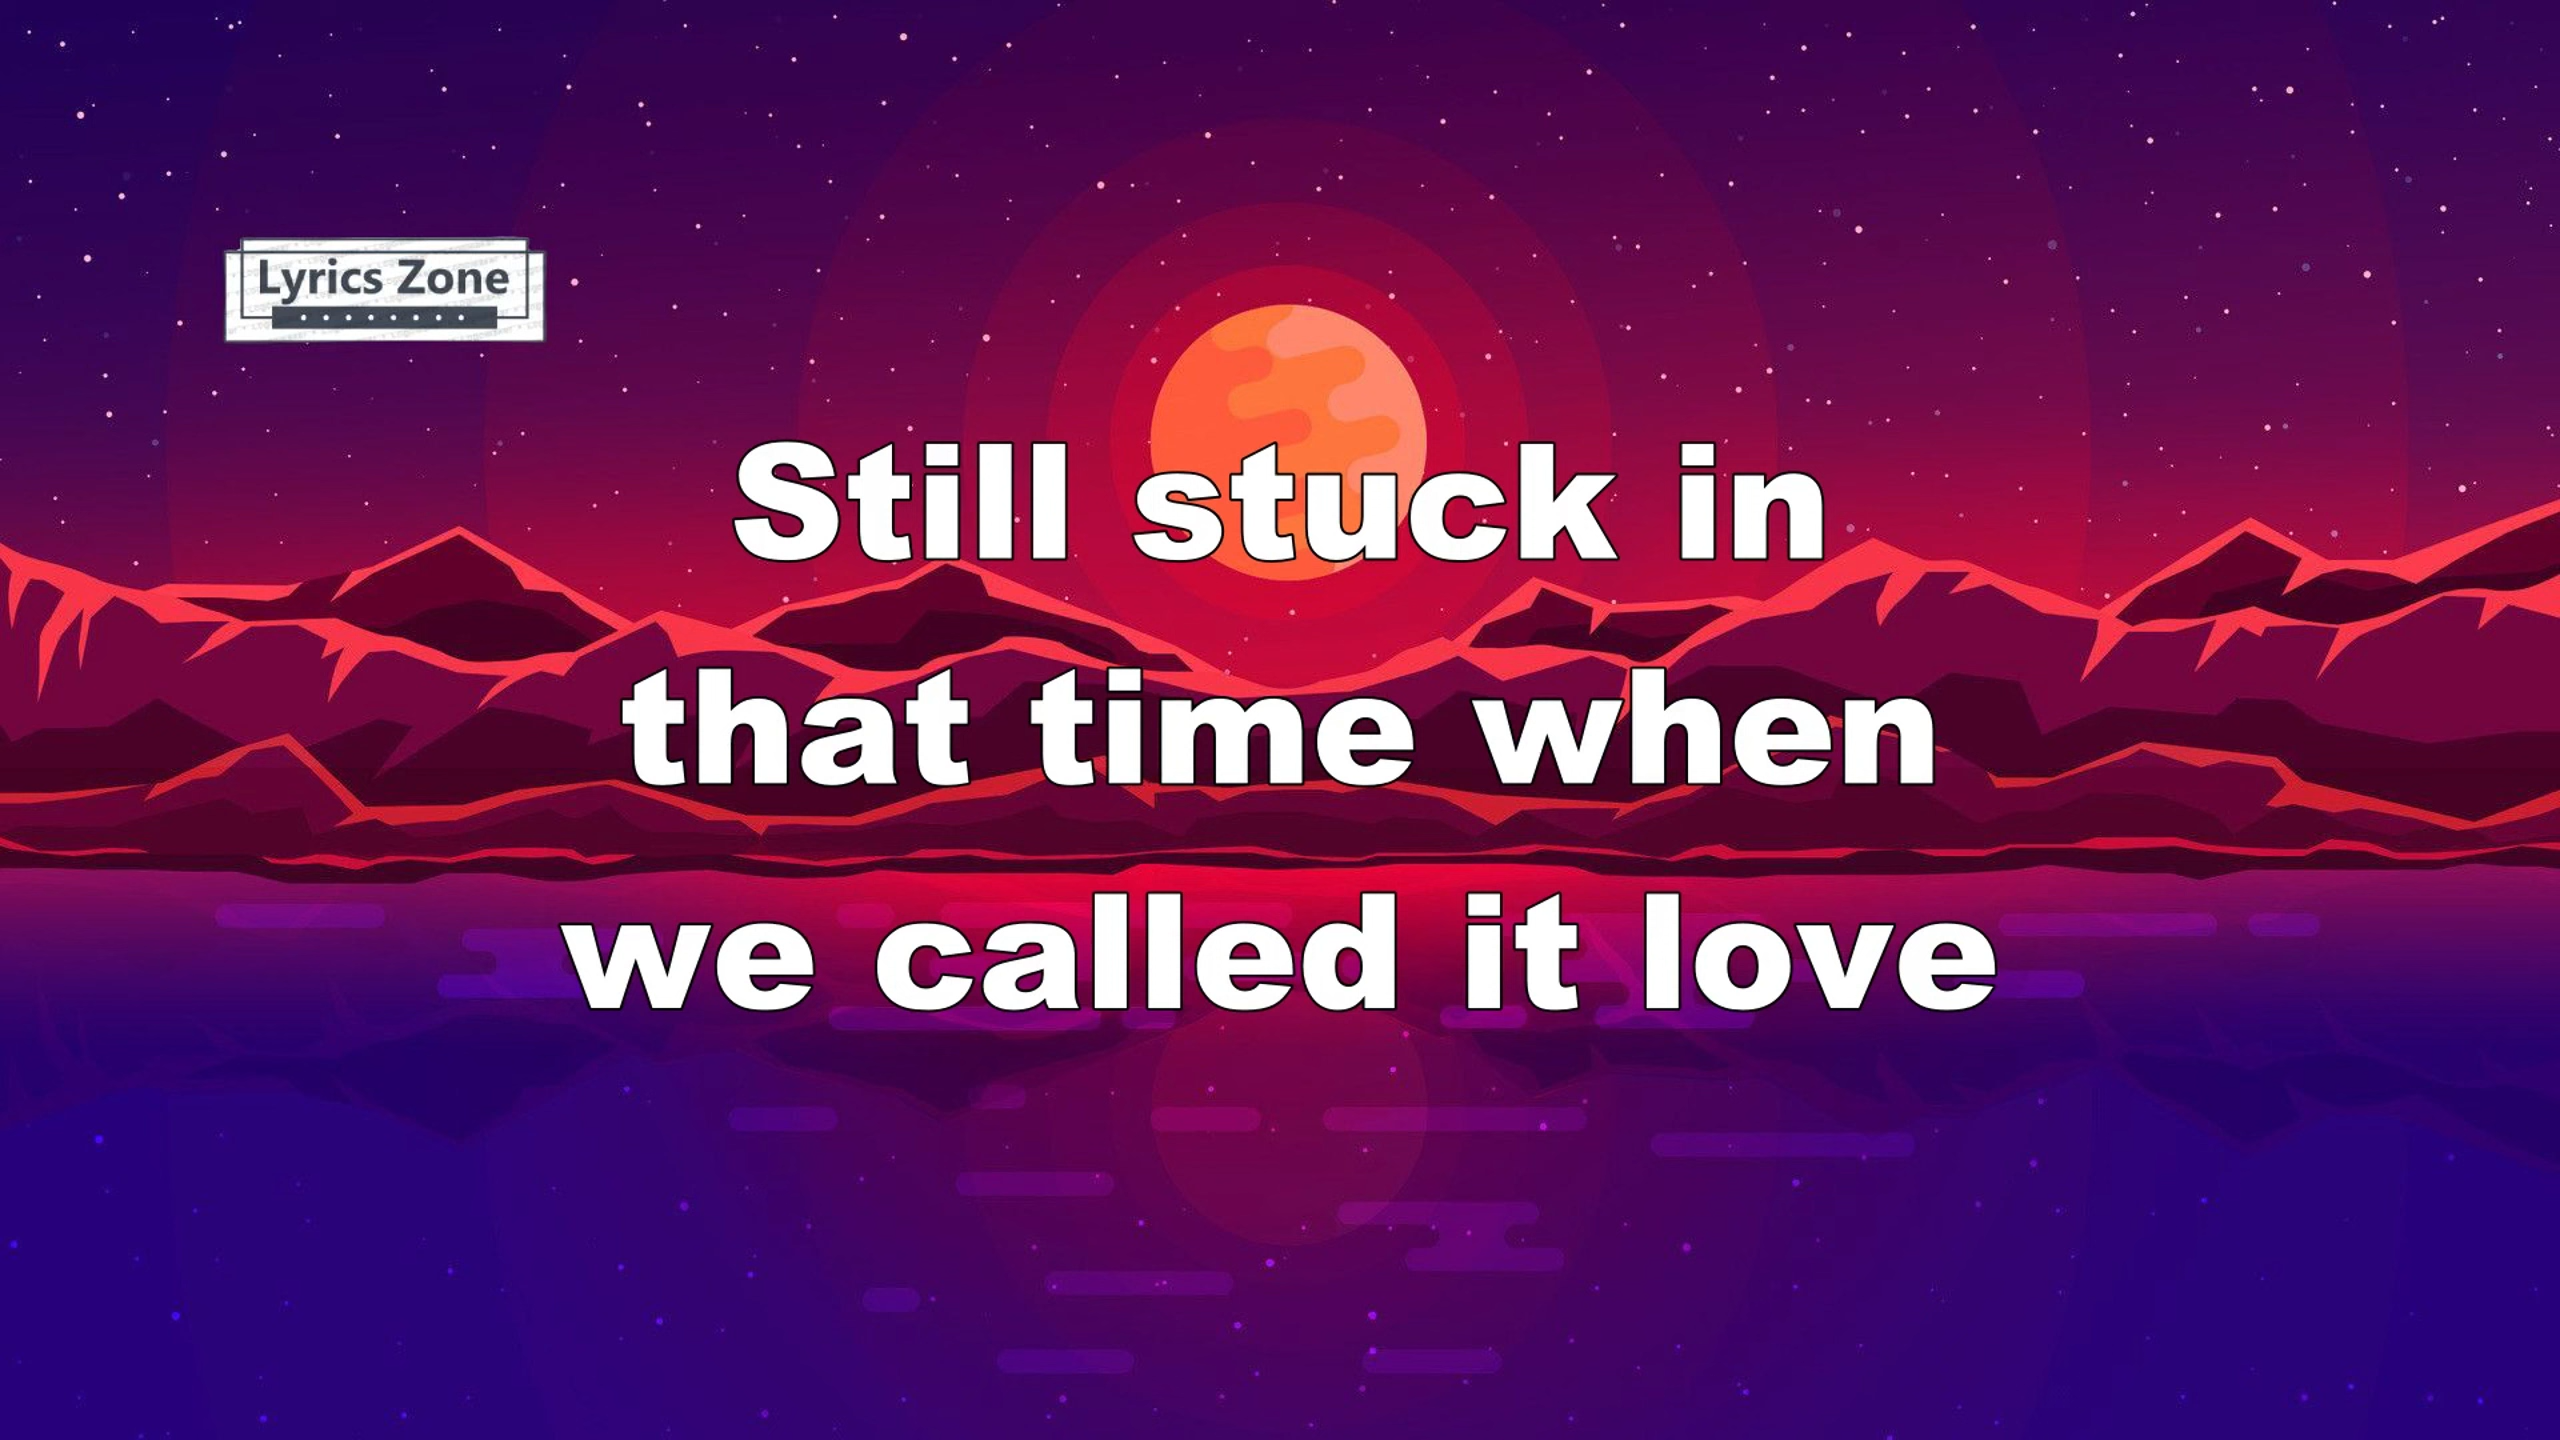 Lyrics Zone
Still stuck in
that time when
we called it love